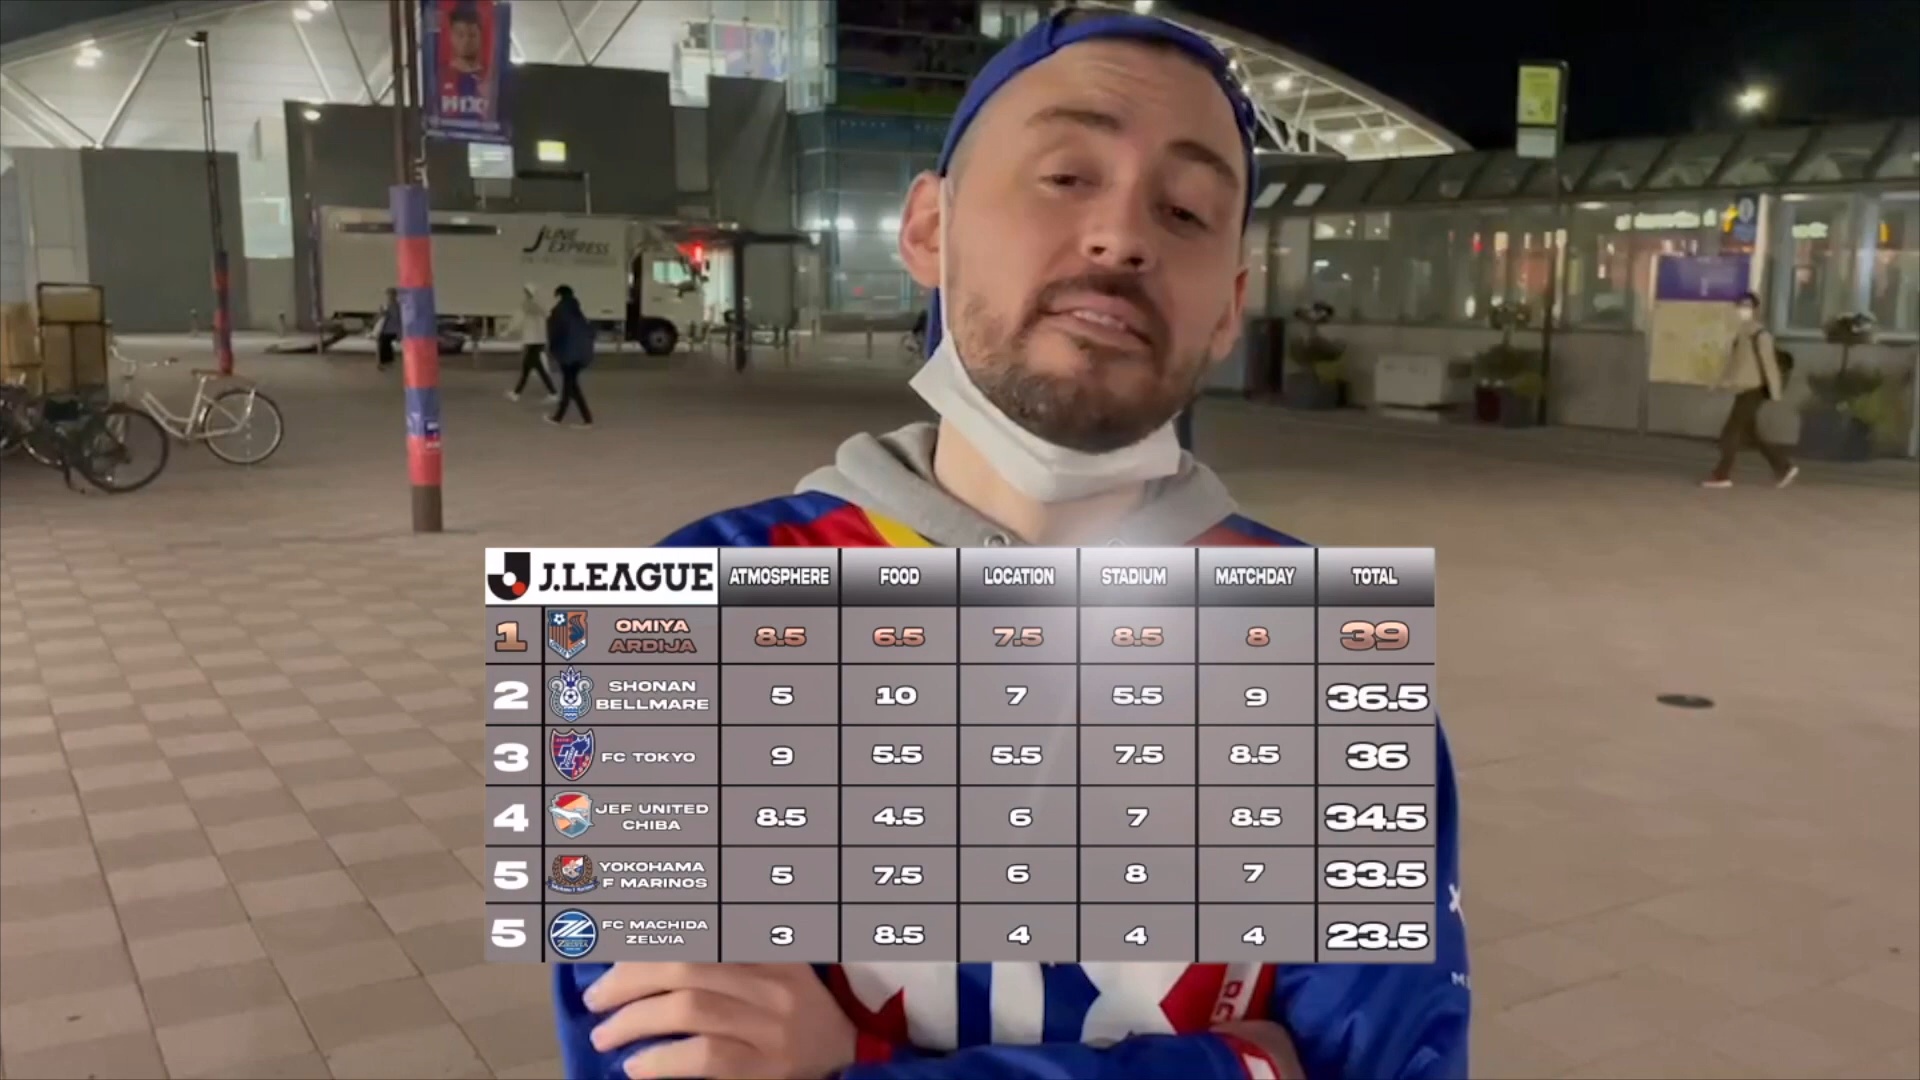 J LINE
EXPRESS
J.LEAGUE ATMOSPHERE FOOD LOCATION STADIUM MATCHDAY TOTAL
1 OMIYA ARDIJA 8.5 6.5 7.5 8.5 8 39
2 SHONAN BELLMARE 5 10 7 5.5 9 36.5
3 FC TOKYO 9 5.5 5.5 7.5 8.5 36
4 JEF UNITED CHIBA 8.5 4.5 6 7 8.5 34.5
5 YOKOHAMA F MARINOS 5 7.5 6 8 7 33.5
5 FC MACHIDA ZELVIA 3 8.5 4 4 4 23.5